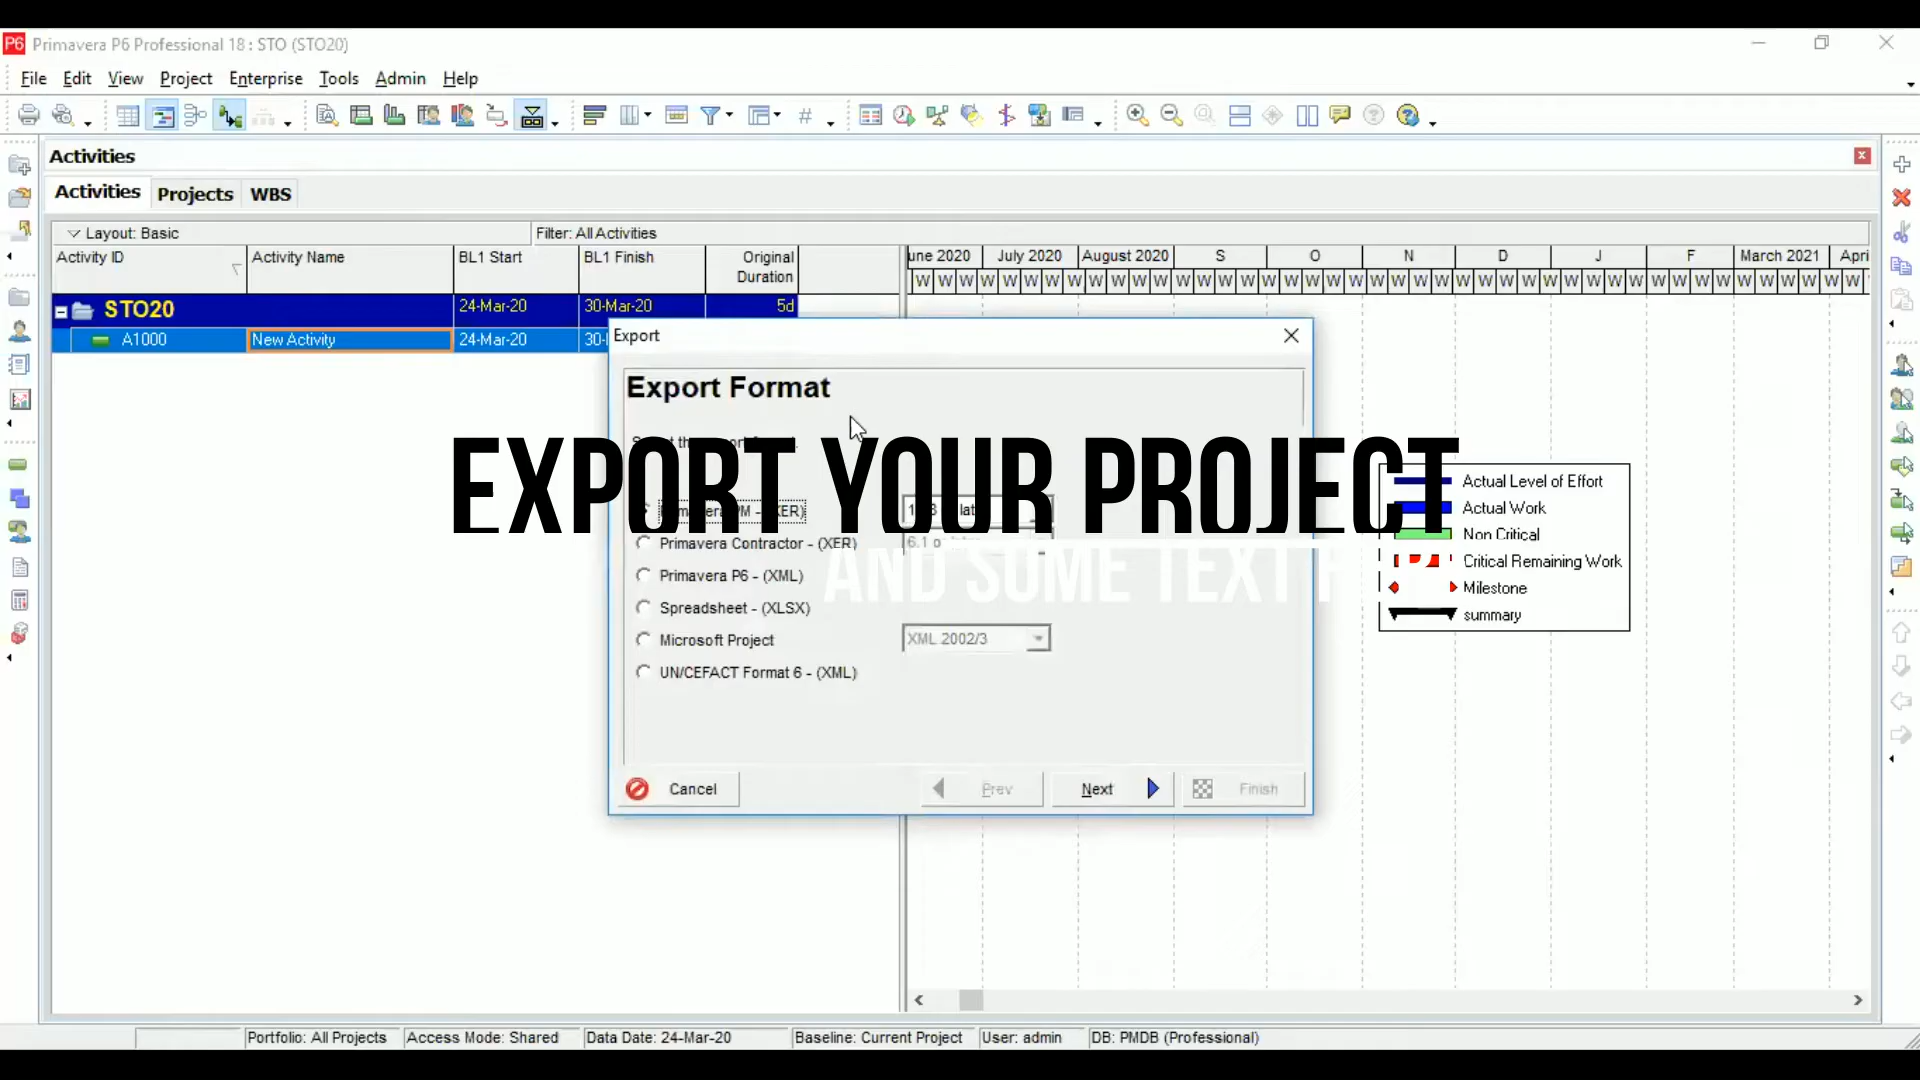 P6 Primavera P6 Professional 18 : STO (STO20)
File Edit View Project Enterprise Tools Admin Help
Activities
Activities Projects WBS
Layout: Basic Filter: All Activities
Activity ID Activity Name BL1 Start BL1 Finish Original Duration
une 2020 July 2020 August 2020 S O N D J F March 2021 Apri
W W W W W W W W W W W W W W W W W W W W W W W W W W W W W W W W W W W W W W W W W W W W
STO20 24-Mar-20 30-Mar-20 5d
A1000 New Activity 24-Mar-20 30-
Export
Export Format
EXPORT YOUR PROJECT
AND SOME TEXT
Primavera Contractor - (XER)
Primavera P6 - (XML)
Spreadsheet - (XLSX)
Microsoft Project XML 2002/3
UN/CEFACT Format 6 - (XML)
Cancel Prev Next Finish
Actual Level of Effort
Actual Work
Non Critical
Critical Remaining Work
Milestone
summary
Portfolio: All Projects Access Mode: Shared Data Date: 24-Mar-20 Baseline: Current Project User: admin DB: PMDB (Professional)